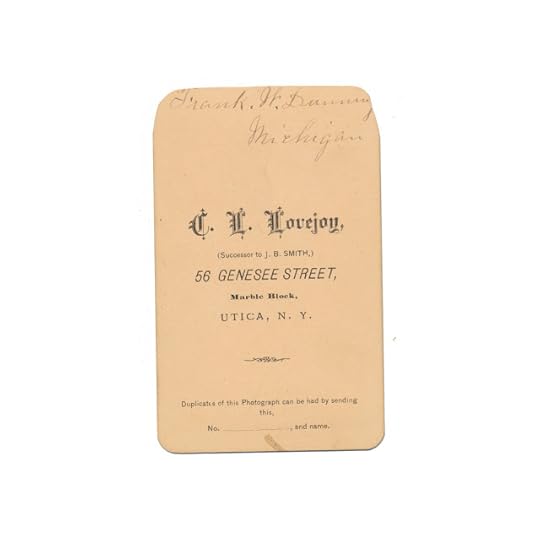 Frank. W. Dunning
Michigan
C. L. Lovejoy,
(Successor to J. B. SMITH,)
56 GENESEE STREET,
Marble Block,
UTICA, N. Y.
Duplicates of this Photograph can be had by sending
this,
No. , and name.